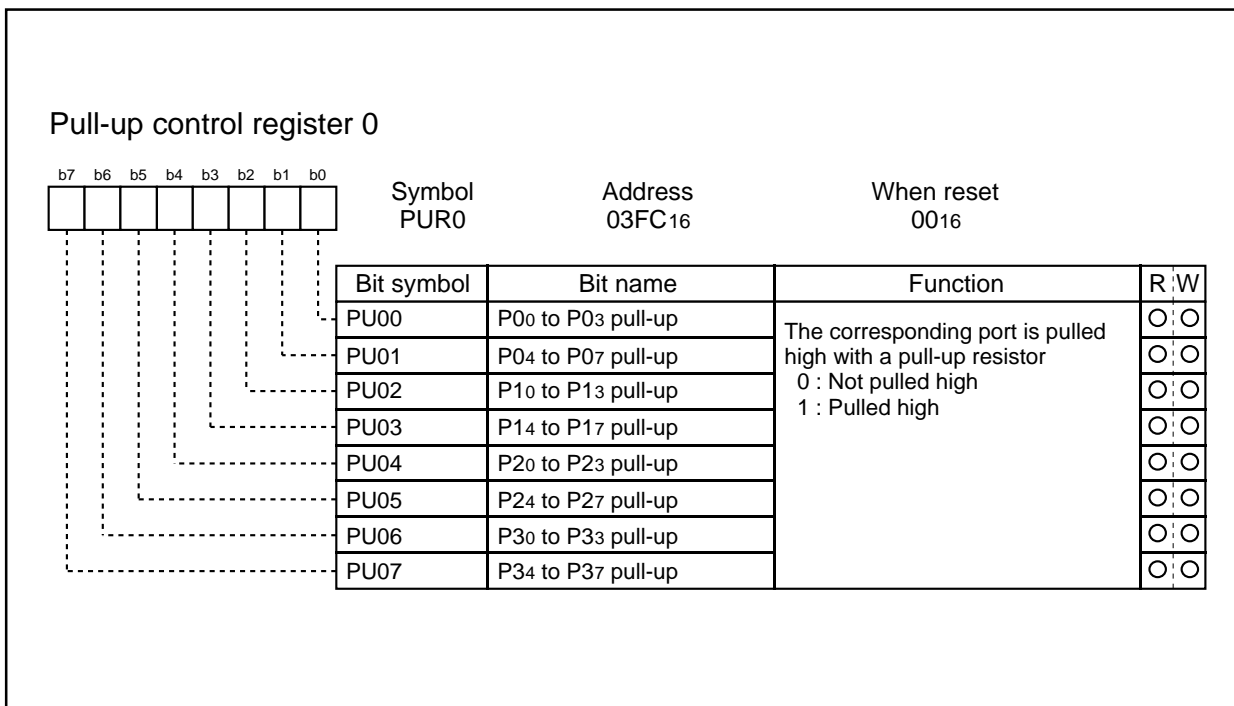 Pull-up control register 0
b7 b6 b5 b4 b3 b2 b1 b0
Symbol Address When reset
PUR0 03FC16 0016
Bit symbol Bit name Function R W
PU00 P00 to P03 pull-up The corresponding port is pulled
high with a pull-up resistor
0 : Not pulled high
1 : Pulled high
PU01 P04 to P07 pull-up
PU02 P10 to P13 pull-up
PU03 P14 to P17 pull-up
PU04 P20 to P23 pull-up
PU05 P24 to P27 pull-up
PU06 P30 to P33 pull-up
PU07 P34 to P37 pull-up